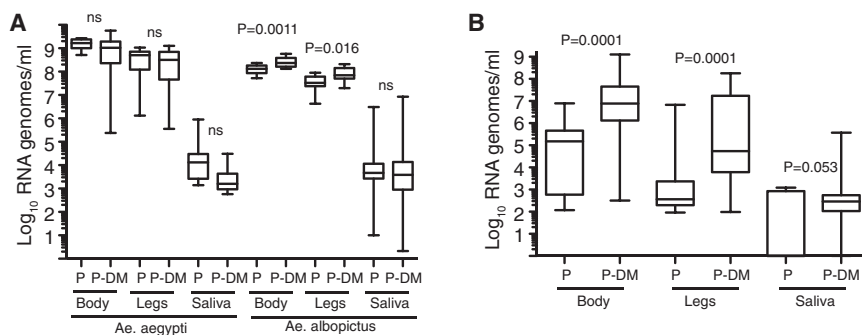 A
Log10 RNA genomes/ml
10
9
8
7
6
5
4
3
2
1
ns
ns
ns
P=0.0011
P=0.016
ns
P P-DM P P-DM P P-DM P P-DM P P-DM P P-DM
Body Legs Saliva Body Legs Saliva
Ae. aegypti Ae. albopictus
B
Log10 RNA genomes/ml
9
8
7
6
5
4
3
2
1
P=0.0001
P=0.0001
P=0.053
P P-DM P P-DM P P-DM
Body Legs Saliva